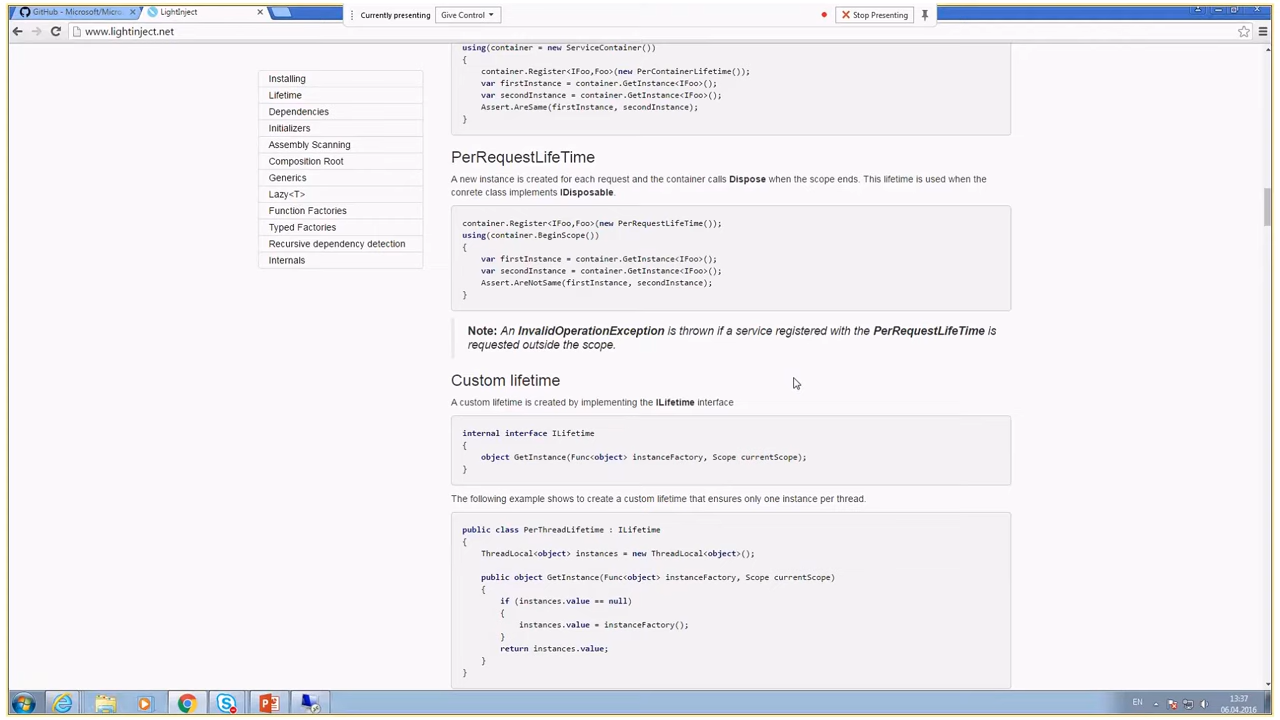 GitHub - Microsoft/Micro
LightInject
Currently presenting
Give Control
Stop Presenting
www.lightinject.net
Installing
Lifetime
Dependencies
Initializers
Assembly Scanning
Composition Root
Generics
Lazy<T>
Function Factories
Typed Factories
Recursive dependency detection
Internals
using(container = new ServiceContainer())
{
container.Register<IFoo,Foo>(new PerContainerLifetime());
var firstInstance = container.GetInstance<IFoo>();
var secondInstance = container.GetInstance<IFoo>();
Assert.AreSame(firstInstance, secondInstance);
}
PerRequestLifeTime
A new instance is created for each request and the container calls Dispose when the scope ends. This lifetime is used when the
conrete class implements IDisposable.
container.Register<IFoo,Foo>(new PerRequestLifeTime());
using(container.BeginScope())
{
var firstInstance = container.GetInstance<IFoo>();
var secondInstance = container.GetInstance<IFoo>();
Assert.AreNotSame(firstInstance, secondInstance);
}
Note: An InvalidOperationException is thrown if a service registered with the PerRequestLifeTime is
requested outside the scope.
Custom lifetime
A custom lifetime is created by implementing the ILifetime interface
internal interface ILifetime
{
object GetInstance(Func<object> instanceFactory, Scope currentScope);
}
The following example shows to create a custom lifetime that ensures only one instance per thread.
public class PerThreadLifetime : ILifetime
{
ThreadLocal<object> instances = new ThreadLocal<object>();
public object GetInstance(Func<object> instanceFactory, Scope currentScope)
{
if (instances.value == null)
{
instances.value = instanceFactory();
}
return instances.value;
}
}
EN
13:37
06.04.2016